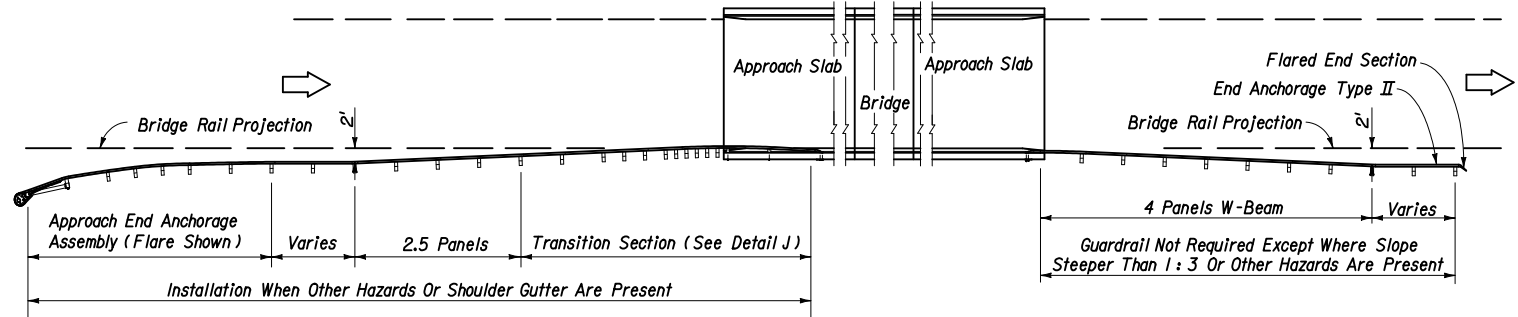 Approach Slab
Approach Slab
Bridge
Flared End Section
End Anchorage Type II
Bridge Rail Projection
2'
Bridge Rail Projection
2'
Approach End Anchorage
Assembly (Flare Shown)
Varies
2.5 Panels
Transition Section (See Detail J)
4 Panels W-Beam
Varies
Guardrail Not Required Except Where Slope
Steeper Than 1:3 Or Other Hazards Are Present
Installation When Other Hazards Or Shoulder Gutter Are Present